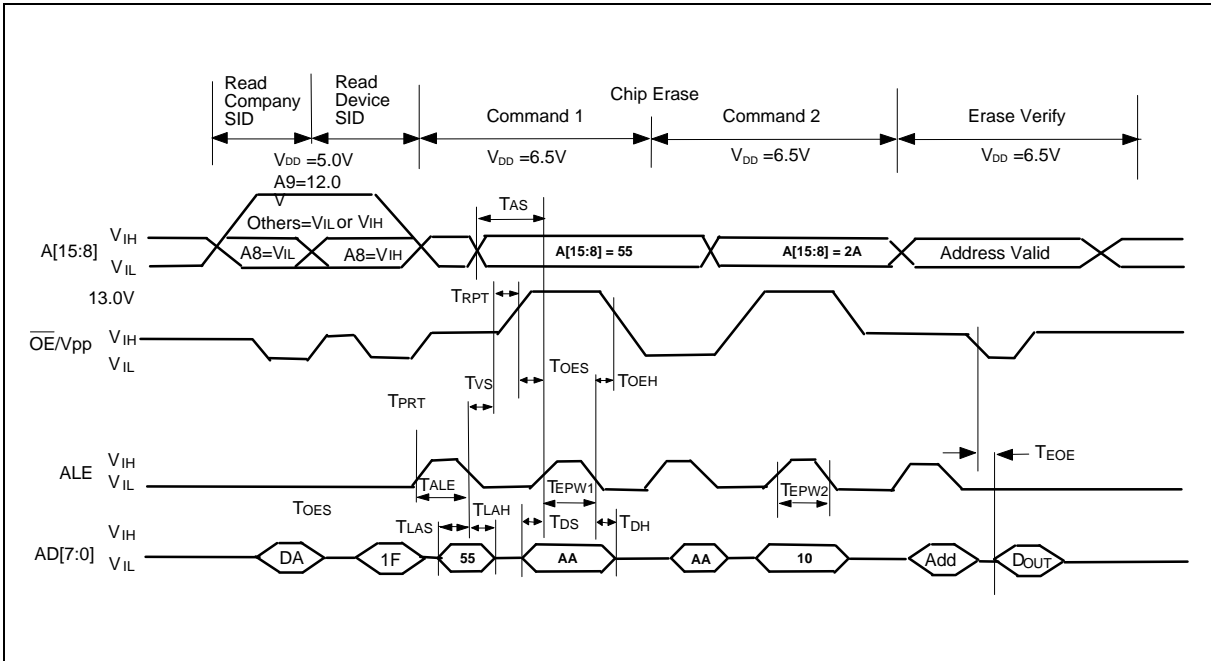 Read Company SID
Read Device SID
Chip Erase
Command 1
Command 2
Erase Verify
VDD =5.0V
VDD =6.5V
VDD =6.5V
VDD =6.5V
A9=12.0 V
Others=VIL or VIH
TAS
A[15:8]
VIH
VIL
A8=VIL
A8=VIH
A[15:8] = 55
A[15:8] = 2A
Address Valid
13.0V
TRPT
OE/Vpp
VIH
VIL
TVS
TOES
TOEH
TPRT
ALE
VIH
VIL
TALE
TEPW1
TEPW2
TEOE
TOES
TLAS
TLAH
TDS
TDH
AD[7:0]
VIH
VIL
DA
1F
55
AA
AA
10
Add
DOUT